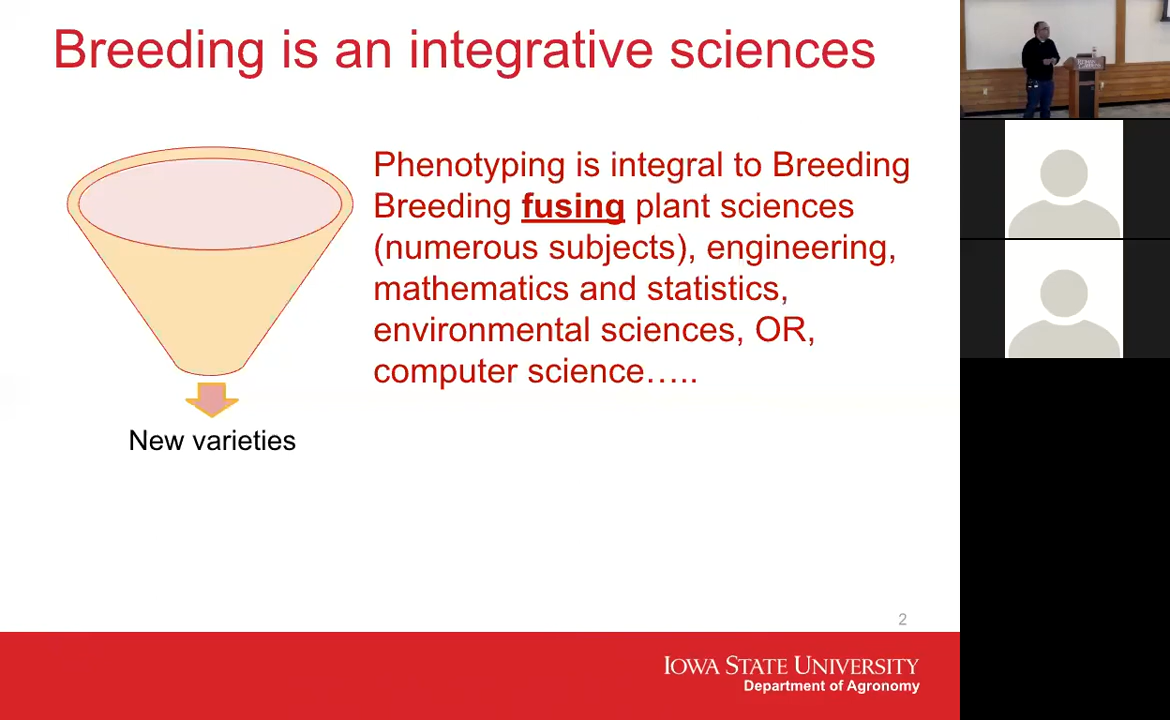 Breeding is an integrative sciences
Phenotyping is integral to Breeding
Breeding fusing plant sciences
(numerous subjects), engineering,
mathematics and statistics,
environmental sciences, OR,
computer science…..
New varieties
2
IOWA STATE UNIVERSITY
Department of Agronomy